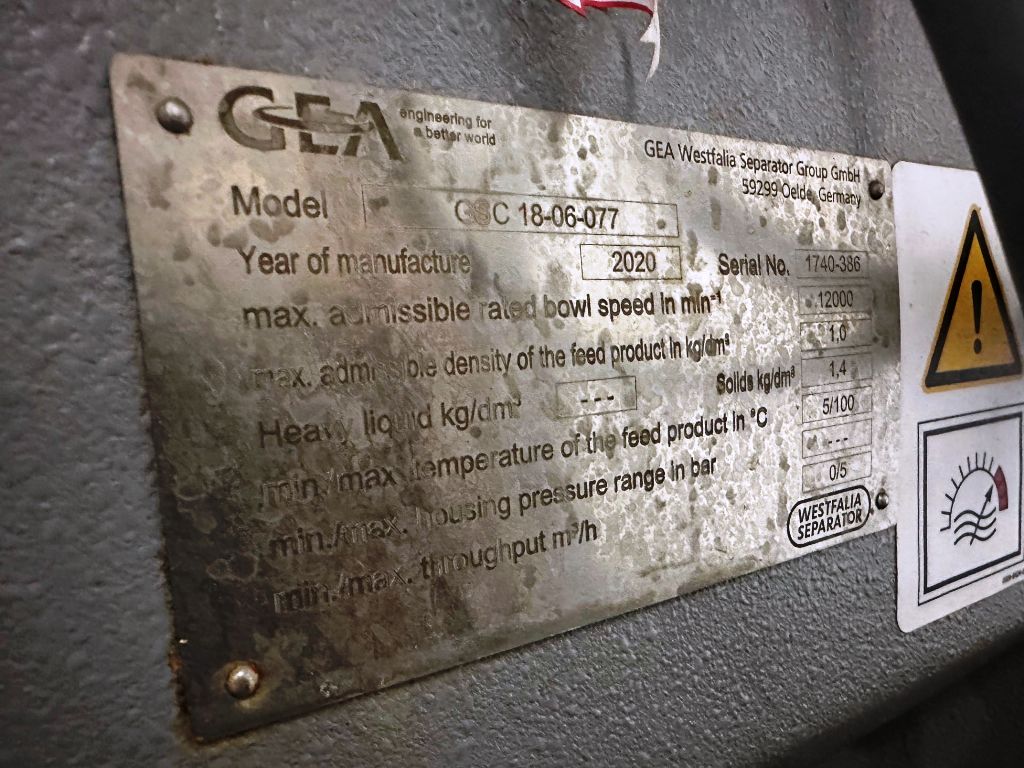 GEA engineering for
a better world
GEA Westfalia Separator Group GmbH
59299 Oelde, Germany
Model GSC 18-06-077
Year of manufacture 2020 Serial No. 1740-386
max. admissible rated bowl speed in min⁻¹ 12000
max. admissible density of the feed product in kg/dm³ 1,0
Heavy liquid kg/dm³ --- Solids kg/dm³ 1,4
min./max. temperature of the feed product in °C 5/100
min./max. housing pressure range in bar ---
min./max. throughput m³/h 0/5
WESTFALIA
SEPARATOR